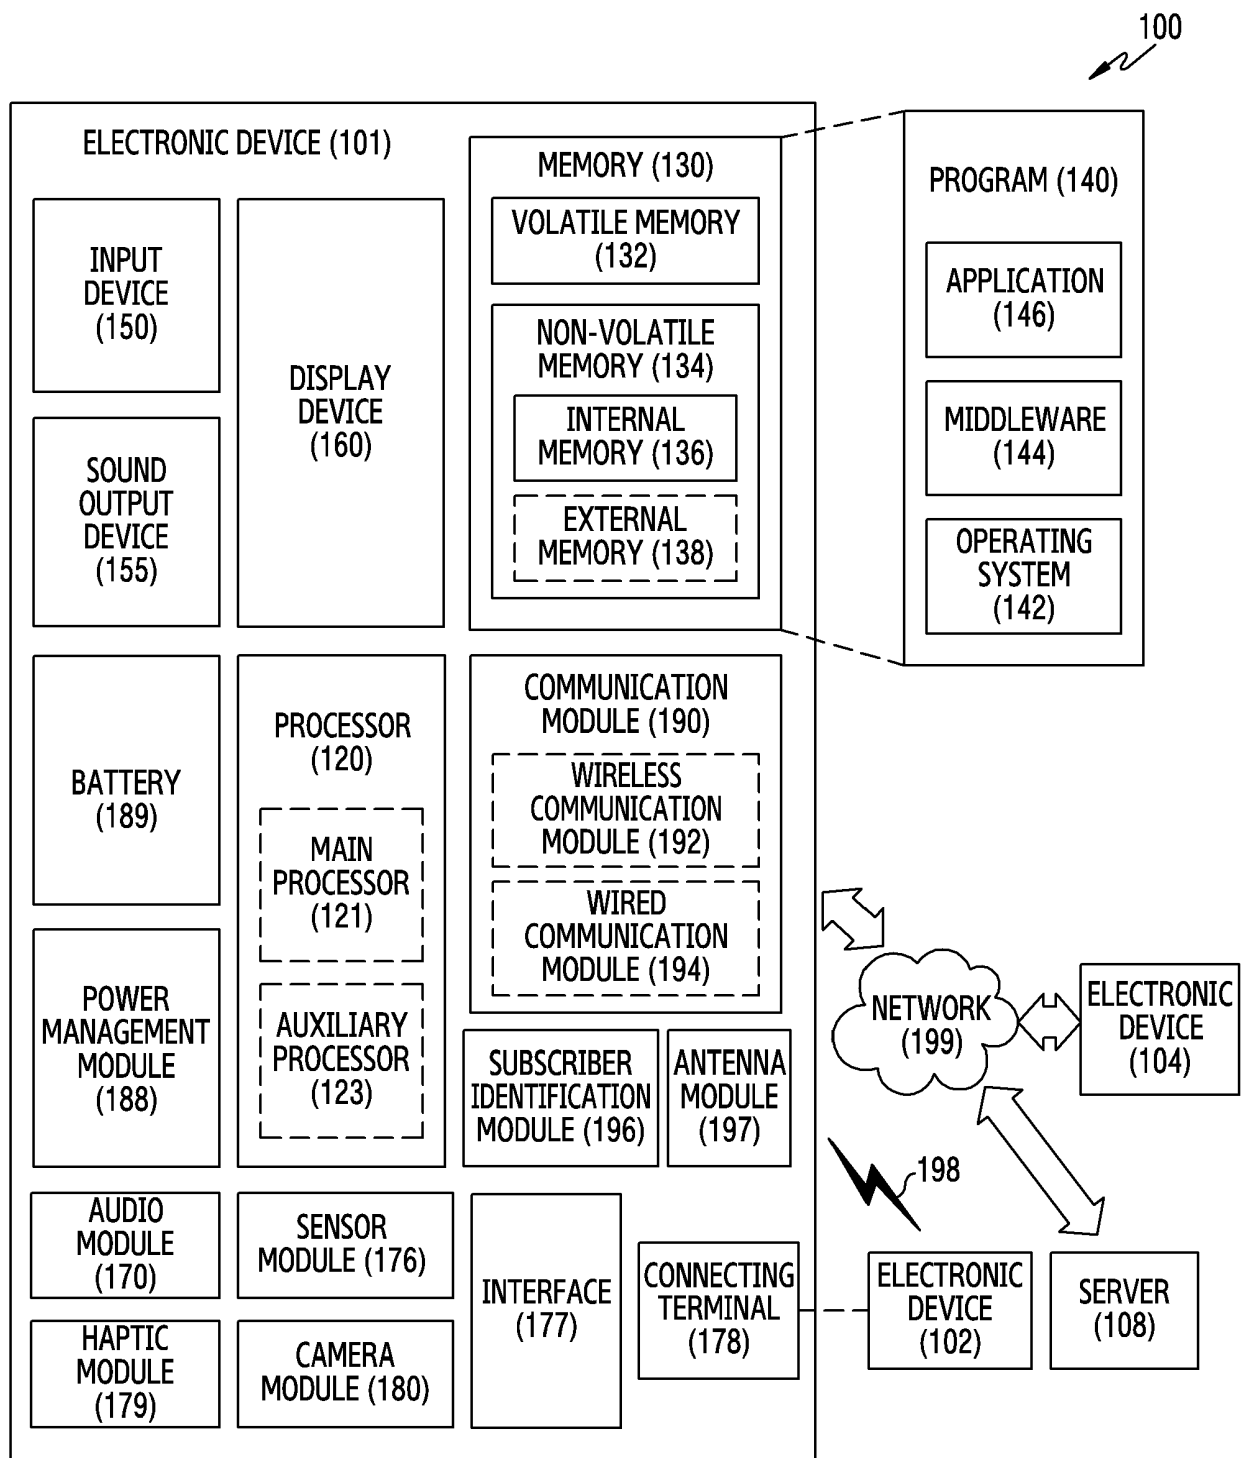 100
ELECTRONIC DEVICE (101)
INPUT
DEVICE
(150)
SOUND
OUTPUT
DEVICE
(155)
DISPLAY
DEVICE
(160)
MEMORY (130)
VOLATILE MEMORY
(132)
NON-VOLATILE
MEMORY (134)
INTERNAL
MEMORY (136)
EXTERNAL
MEMORY (138)
PROGRAM (140)
APPLICATION
(146)
MIDDLEWARE
(144)
OPERATING
SYSTEM
(142)
BATTERY
(189)
POWER
MANAGEMENT
MODULE
(188)
PROCESSOR
(120)
MAIN
PROCESSOR
(121)
AUXILIARY
PROCESSOR
(123)
COMMUNICATION
MODULE (190)
WIRELESS
COMMUNICATION
MODULE (192)
WIRED
COMMUNICATION
MODULE (194)
SUBSCRIBER
IDENTIFICATION
MODULE (196)
ANTENNA
MODULE
(197)
NETWORK
(199)
ELECTRONIC
DEVICE
(104)
198
AUDIO
MODULE
(170)
SENSOR
MODULE (176)
HAPTIC
MODULE
(179)
CAMERA
MODULE (180)
INTERFACE
(177)
CONNECTING
TERMINAL
(178)
ELECTRONIC
DEVICE
(102)
SERVER
(108)